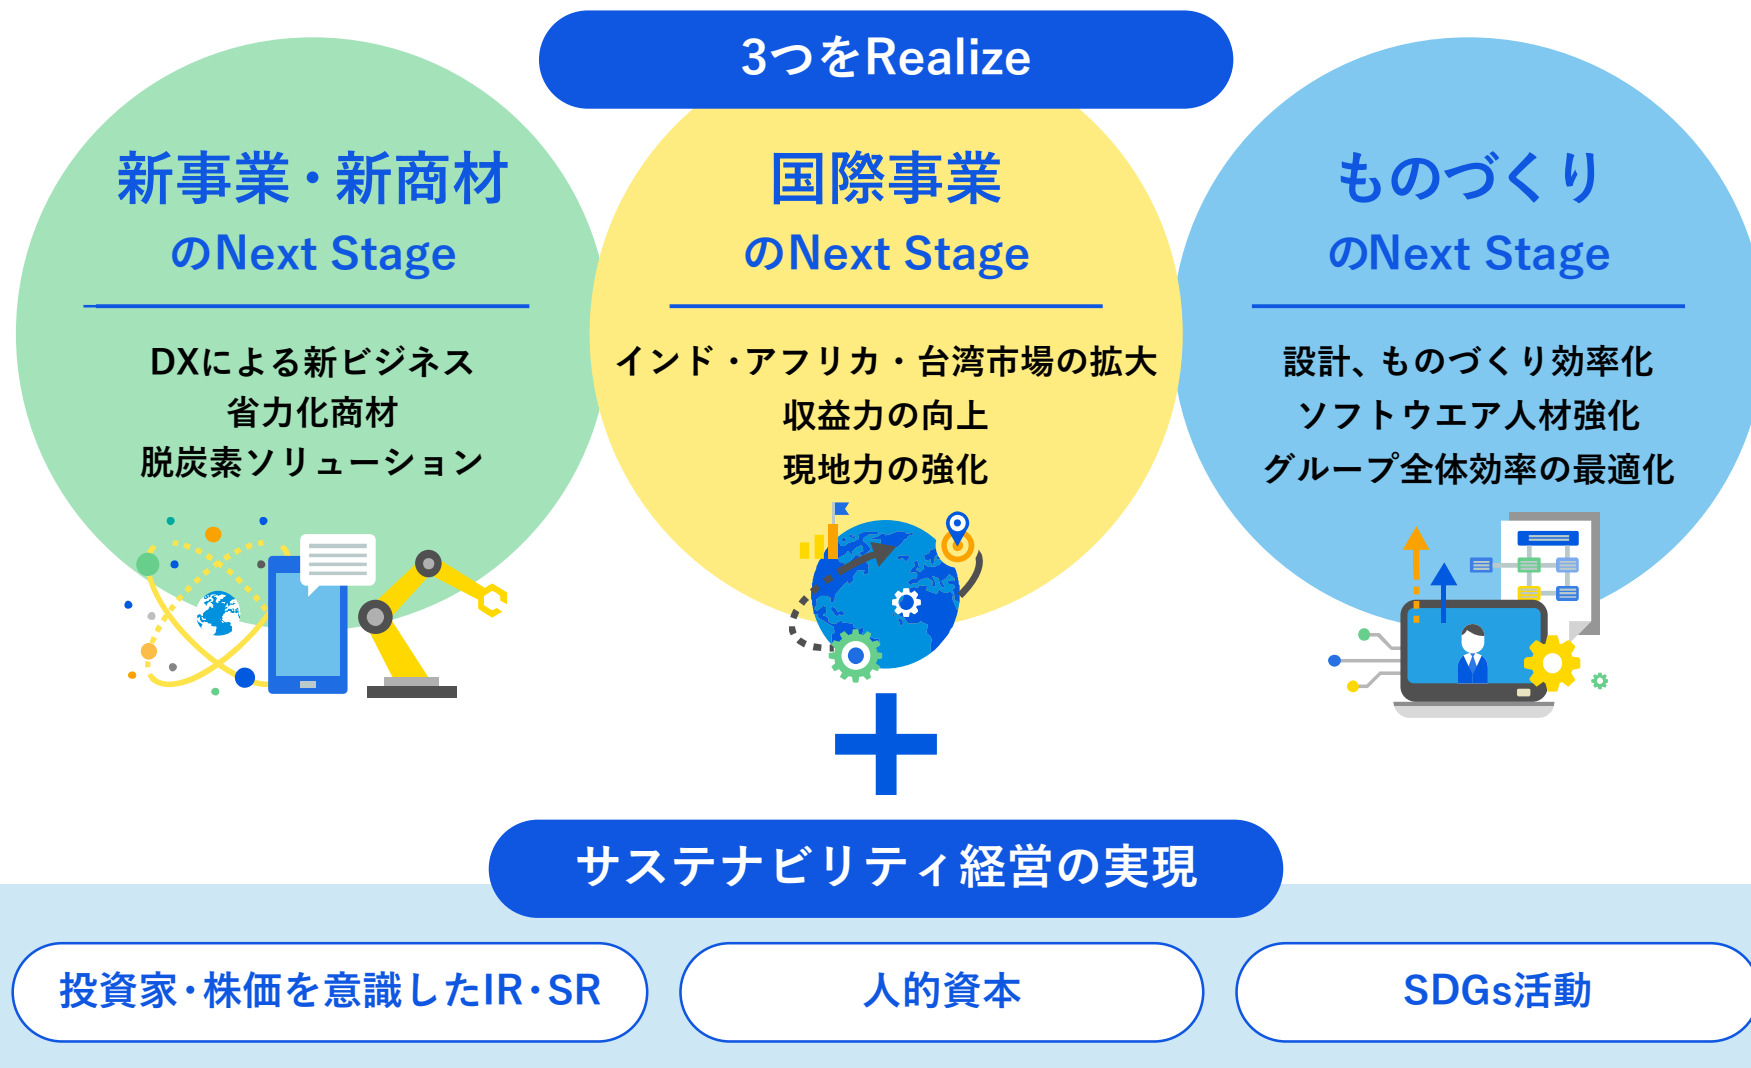 3つをRealize
新事業・新商材
のNext Stage
DXによる新ビジネス
省力化商材
脱炭素ソリューション
国際事業
のNext Stage
インド・アフリカ・台湾市場の拡大
収益力の向上
現地力の強化
ものづくり
のNext Stage
設計、ものづくり効率化
ソフトウエア人材強化
グループ全体効率の最適化
サステナビリティ経営の実現
投資家・株価を意識したIR・SR
人的資本
SDGs活動